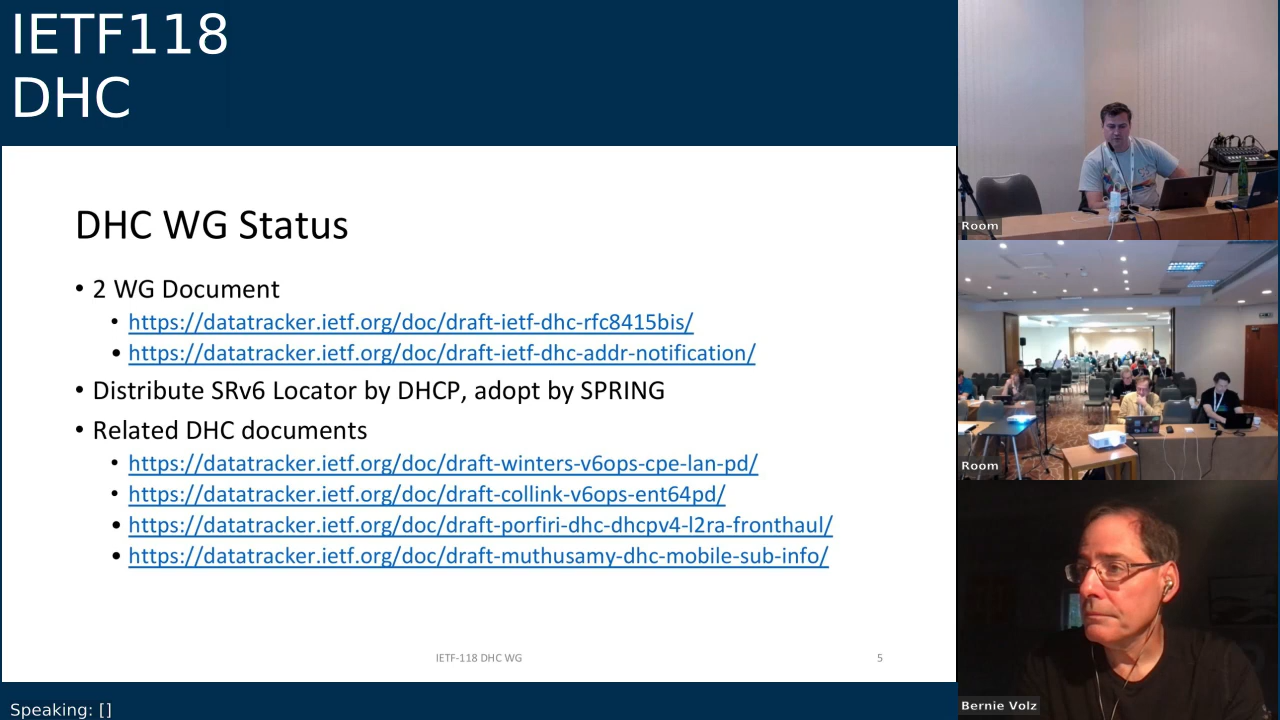 IETF118
DHC
DHC WG Status
• 2 WG Document
• https://datatracker.ietf.org/doc/draft-ietf-dhc-rfc8415bis/
• https://datatracker.ietf.org/doc/draft-ietf-dhc-addr-notification/
• Distribute SRv6 Locator by DHCP, adopt by SPRING
• Related DHC documents
• https://datatracker.ietf.org/doc/draft-winters-v6ops-cpe-lan-pd/
• https://datatracker.ietf.org/doc/draft-collink-v6ops-ent64pd/
• https://datatracker.ietf.org/doc/draft-porfiri-dhc-dhcpv4-l2ra-fronthaul/
• https://datatracker.ietf.org/doc/draft-muthusamy-dhc-mobile-sub-info/
IETF-118 DHC WG
5
Speaking: []
Room
Room
Bernie Volz